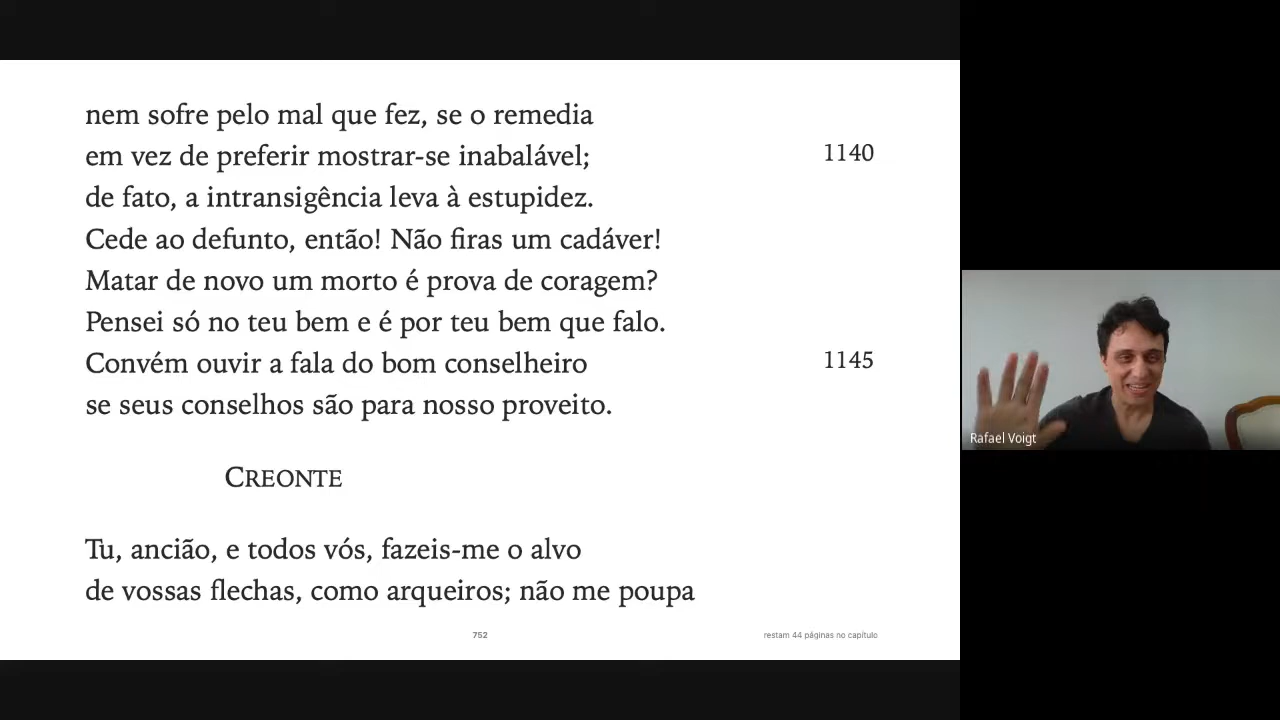 nem sofre pelo mal que fez, se o remedia
em vez de preferir mostrar-se inabalável; 1140
de fato, a intransigência leva à estupidez.
Cede ao defunto, então! Não firas um cadáver!
Matar de novo um morto é prova de coragem?
Pensei só no teu bem e é por teu bem que falo.
Convém ouvir a fala do bom conselheiro 1145
se seus conselhos são para nosso proveito.
CREONTE
Tu, ancião, e todos vós, fazeis-me o alvo
de vossas flechas, como arqueiros; não me poupa
752 restam 44 páginas no capítulo
Rafael Voigt